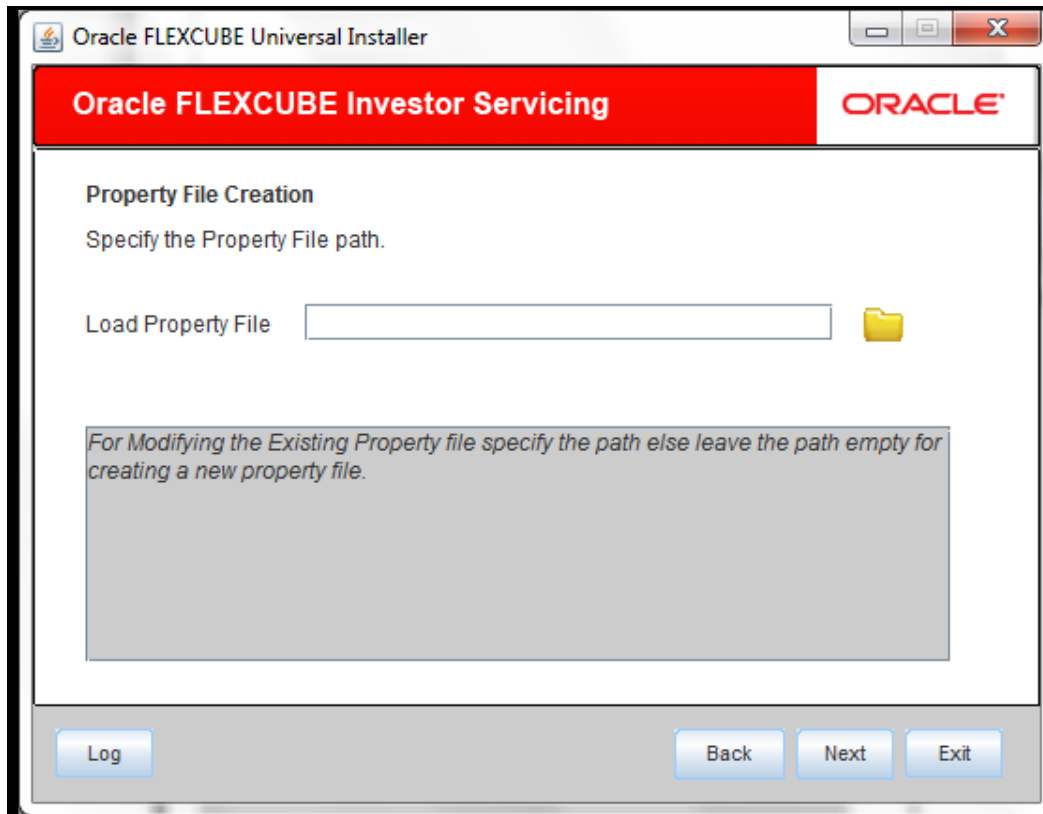 Oracle FLEXCUBE Universal Installer
Oracle FLEXCUBE Investor Servicing
ORACLE
Property File Creation
Specify the Property File path.
Load Property File
For Modifying the Existing Property file specify the path else leave the path empty for
creating a new property file.
Log
Back
Next
Exit